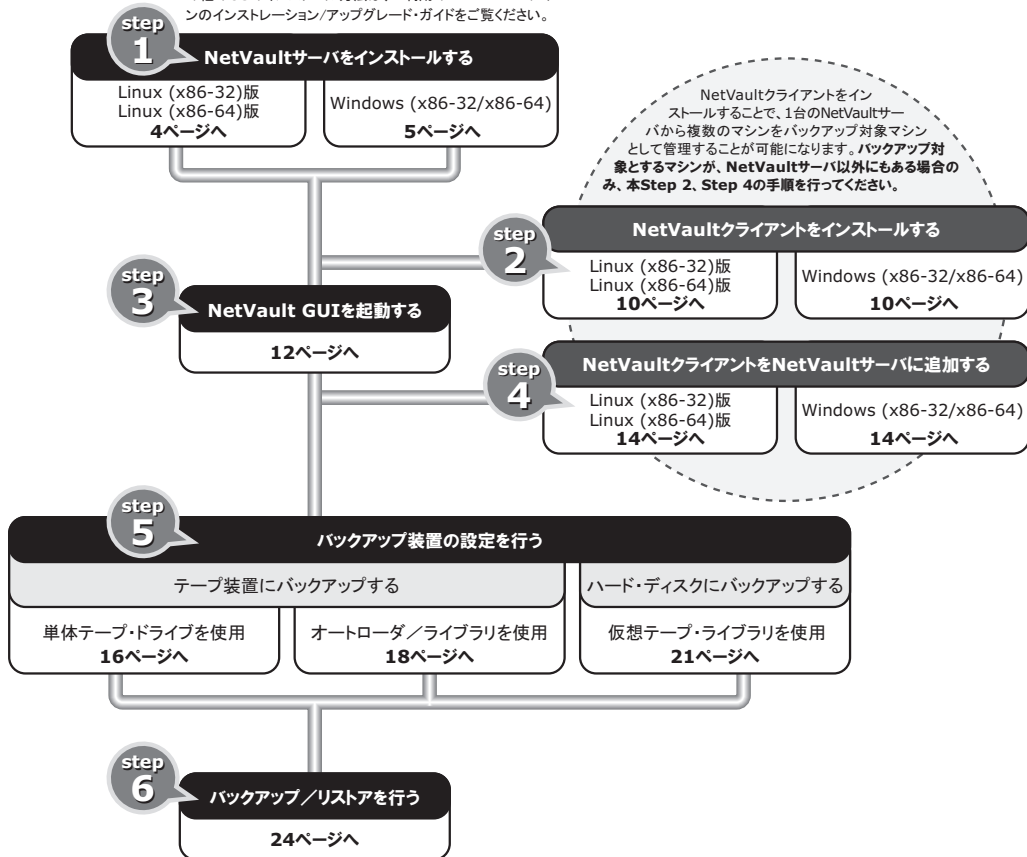 ンのインストレーション/アップグレード・ガイドをご覧ください。
step
1
NetVaultサーバをインストールする
Linux (x86-32)版
Linux (x86-64)版
4ページへ
Windows (x86-32/x86-64)
5ページへ
NetVaultクライアントをイン
ストールすることで、1台のNetVaultサー
バから複数のマシンをバックアップ対象マシン
として管理することが可能になります。バックアップ対
象とするマシンが、NetVaultサーバ以外にもある場合の
み、本Step 2、Step 4の手順を行ってください。
step
2
NetVaultクライアントをインストールする
Linux (x86-32)版
Linux (x86-64)版
10ページへ
Windows (x86-32/x86-64)
10ページへ
step
3
NetVault GUIを起動する
12ページへ
step
4
NetVaultクライアントをNetVaultサーバに追加する
Linux (x86-32)版
Linux (x86-64)版
14ページへ
Windows (x86-32/x86-64)
14ページへ
step
5
バックアップ装置の設定を行う
テープ装置にバックアップする
ハード・ディスクにバックアップする
単体テープ・ドライブを使用
16ページへ
オートローダ／ライブラリを使用
18ページへ
仮想テープ・ライブラリを使用
21ページへ
step
6
バックアップ／リストアを行う
24ページへ